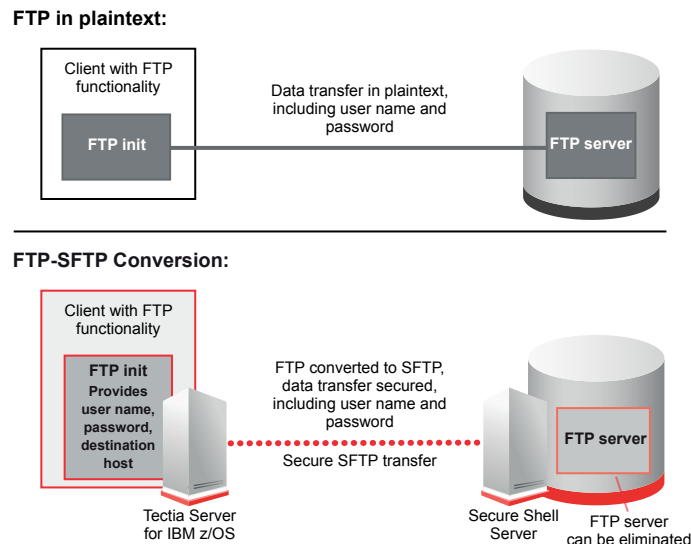 FTP in plaintext:
Client with FTP
functionality
FTP init
Data transfer in plaintext,
including user name and
password
FTP server
FTP-SFTP Conversion:
Client with FTP
functionality
FTP init
Provides
user name,
password,
destination
host
Tectia Server
for IBM z/OS
FTP converted to SFTP,
data transfer secured,
including user name and
password
Secure SFTP transfer
Secure Shell
Server
FTP server
FTP server
can be eliminated